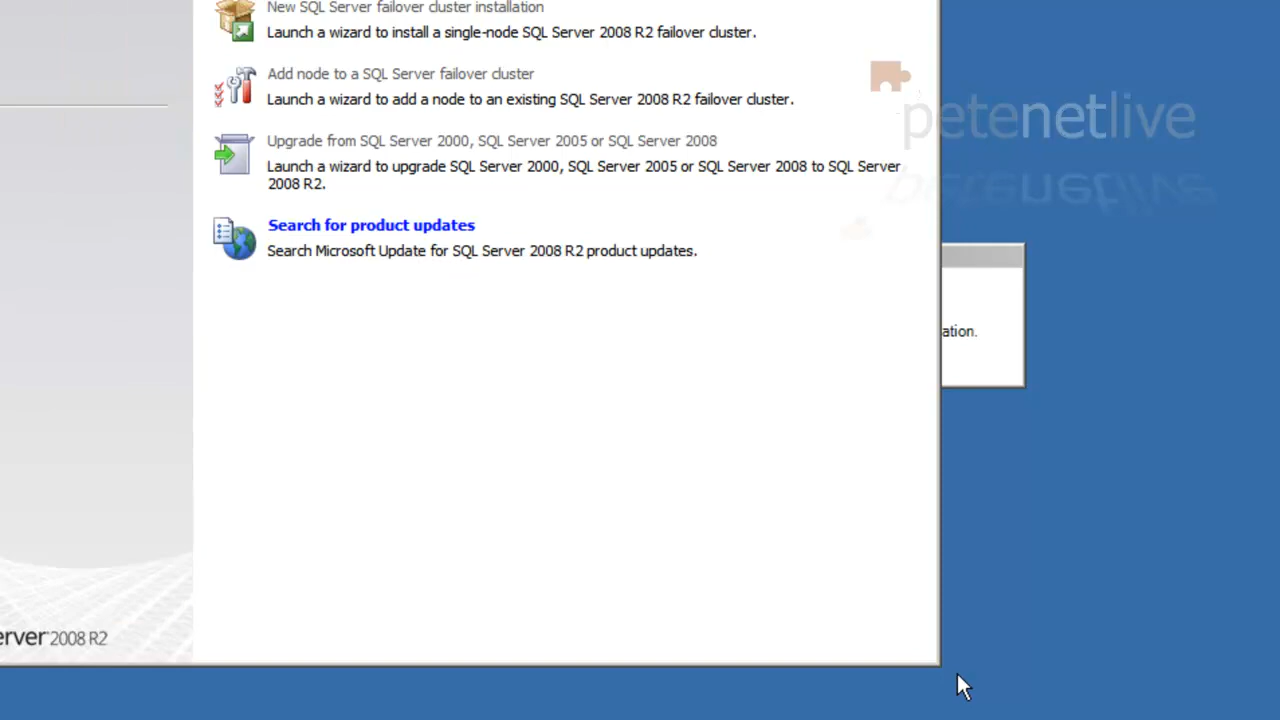 New SQL Server failover cluster installation
Launch a wizard to install a single-node SQL Server 2008 R2 failover cluster.
Add node to a SQL Server failover cluster
Launch a wizard to add a node to an existing SQL Server 2008 R2 failover cluster.
petenetlive
Upgrade from SQL Server 2000, SQL Server 2005 or SQL Server 2008
Launch a wizard to upgrade SQL Server 2000, SQL Server 2005 or SQL Server 2008 to SQL Server
2008 R2.
Search for product updates
Search Microsoft Update for SQL Server 2008 R2 product updates.
ation.
erver 2008 R2